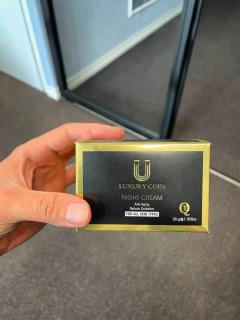 U
LUXURY COIN
NIGHT CREAM
Anti Aging
Reduce Oxidation
FOR ALL SKIN TYPES